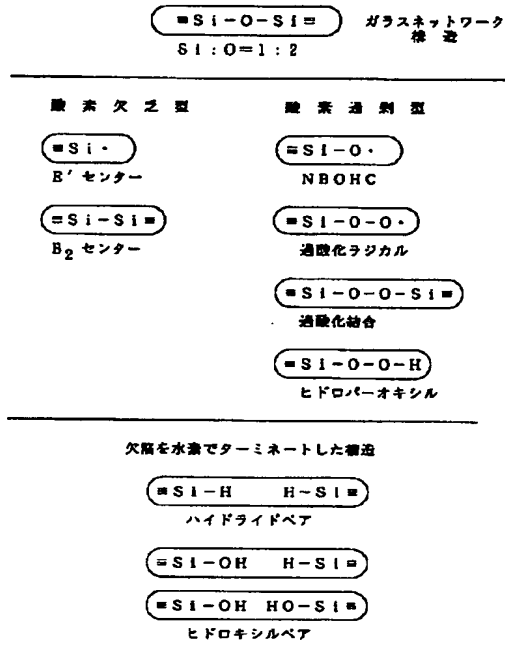 ≡Si-O-Si≡ ガラスネットワーク
構造
Si:O=1:2
酸素欠乏型
酸素過剰型
≡Si・
E′センター
≡Si-O・
NBOHC
≡Si-Si≡
B2 センター
≡Si-O-O・
過酸化ラジカル
≡Si-O-O-Si≡
過酸化結合
≡Si-O-O-H
ヒドロパーオキシル
欠陥を水素でターミネートした構造
≡Si-H H-Si≡
ハイドライドペア
≡Si-OH H-Si≡
≡Si-OH HO-Si≡
ヒドロキシルペア